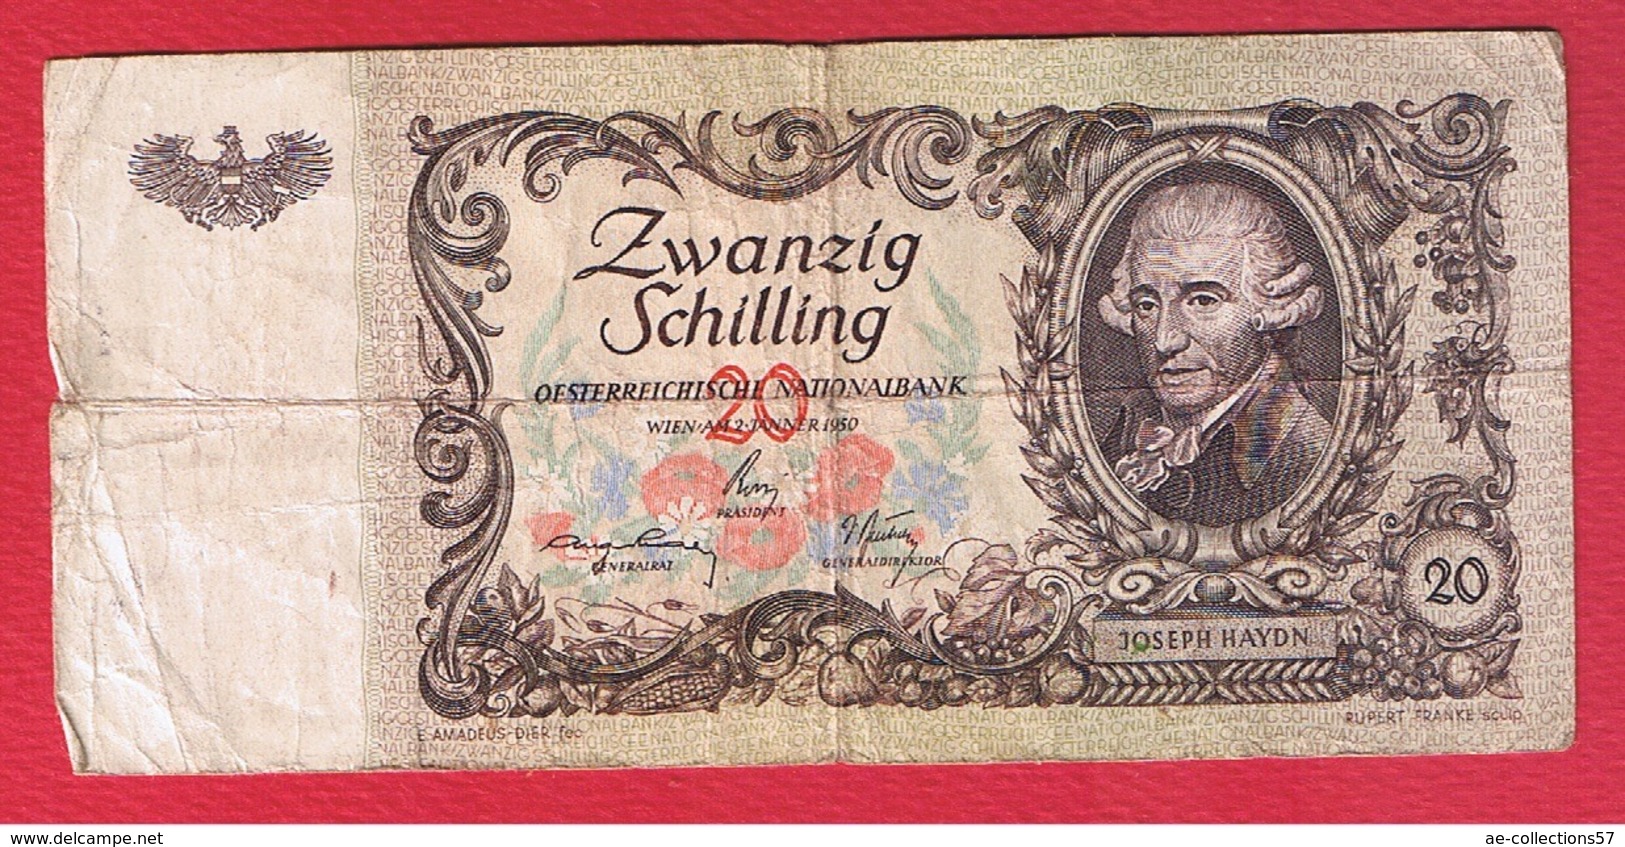 Zwanzig
Schilling
OESTERREICHISCHE NATIONALBANK
20
WIEN·AM 2·JÄNNER 1950
PRÄSIDENT
GENERALRAT
GENERALDIREKTOR
JOSEPH HAYDN
20
E. AMADEUS-DIER fec.
RUPERT FRANKE sculp.
delcampe.net
ae-collections57